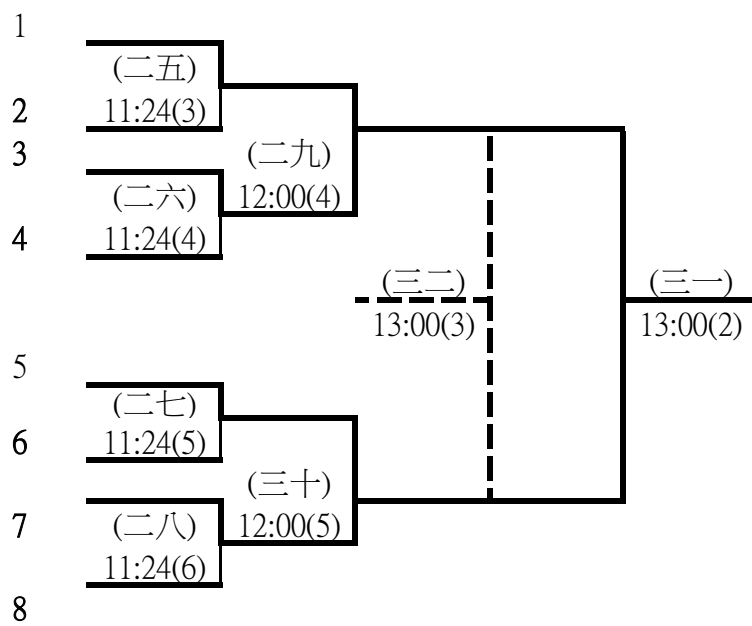 1
(二五)
2
11:24(3)
3
(二九)
(二六)
12:00(4)
4
11:24(4)
(三二)
(三一)
13:00(3)
13:00(2)
5
(二七)
6
11:24(5)
(三十)
7
(二八)
12:00(5)
11:24(6)
8